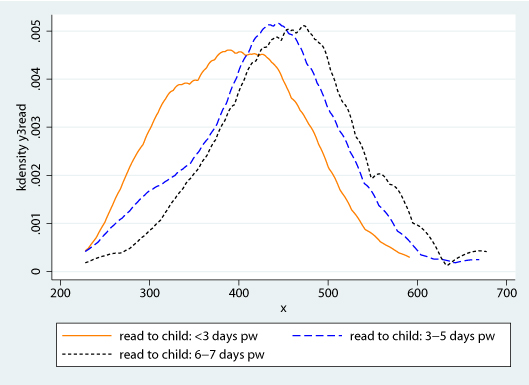 .005
.004
.003
.002
.001
0
kdensity y3read
200 300 400 500 600 700
x
read to child: <3 days pw read to child: 3–5 days pw
read to child: 6–7 days pw